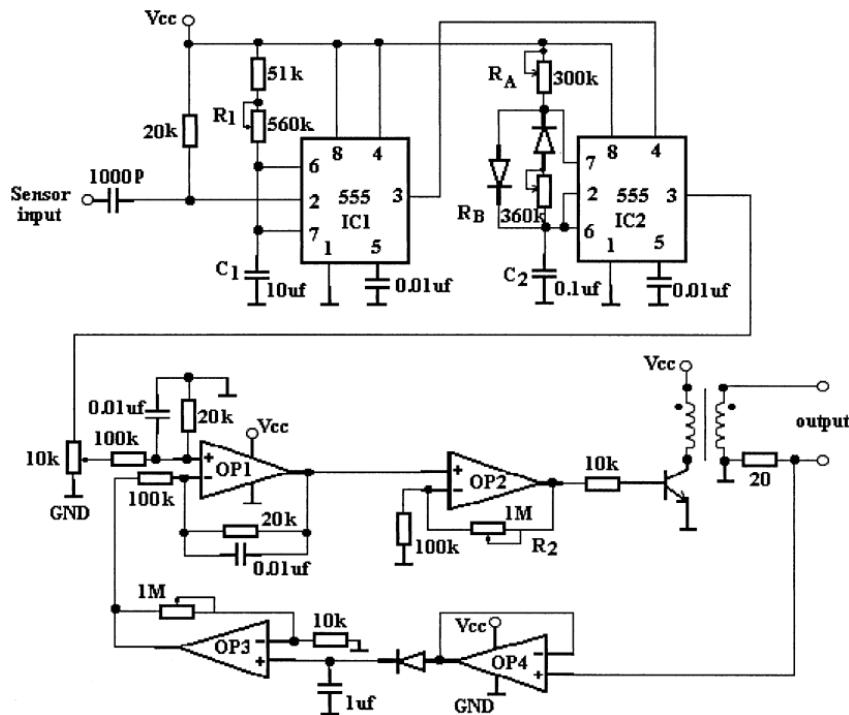 Vcc
51k
R1
560k
20k
1000P
Sensor
input
6
8
4
2
555
3
IC1
7
1
5
C1
10uf
0.01uf
RA
300k
RB
360k
7
8
4
2
555
3
IC2
6
1
5
C2
0.1uf
0.01uf
0.01uf
20k
Vcc
10k
100k
+
OP1
-
GND
100k
20k
0.01uf
+
OP2
-
100k
1M
R2
10k
Vcc
output
20
1M
OP3
-
+
10k
1uf
Vcc
OP4
-
+
GND